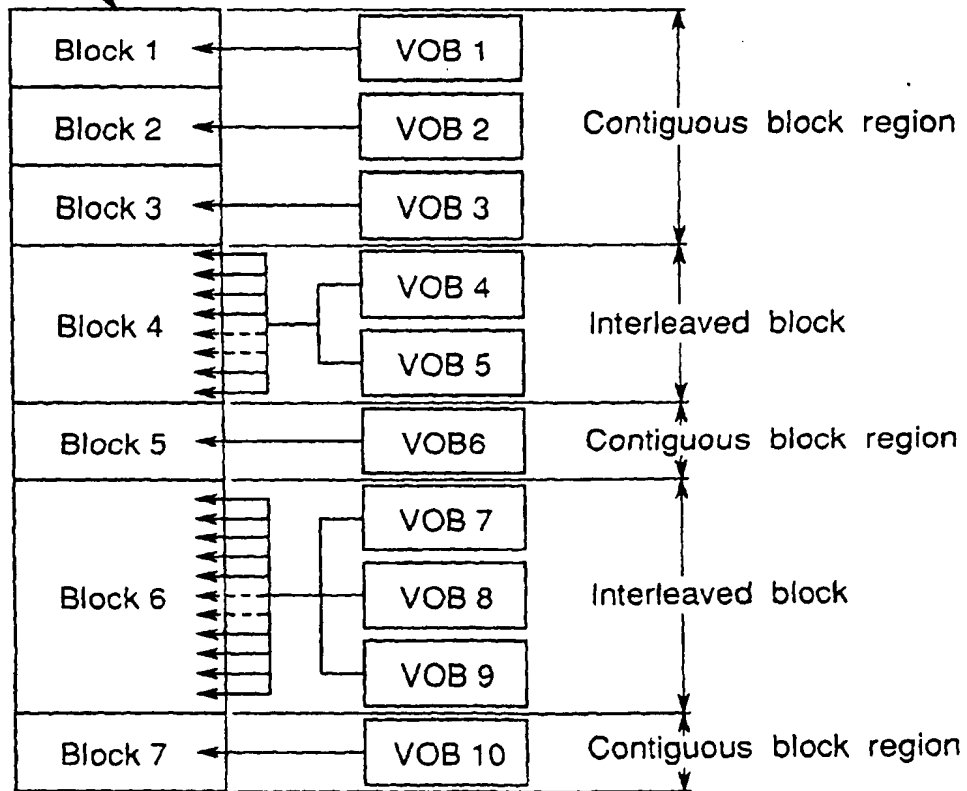 Block 1
VOB 1
Block 2
VOB 2
Contiguous block region
Block 3
VOB 3
VOB 4
Block 4
Interleaved block
VOB 5
Block 5
VOB6
Contiguous block region
VOB 7
Block 6
VOB 8
Interleaved block
VOB 9
Block 7
VOB 10
Contiguous block region